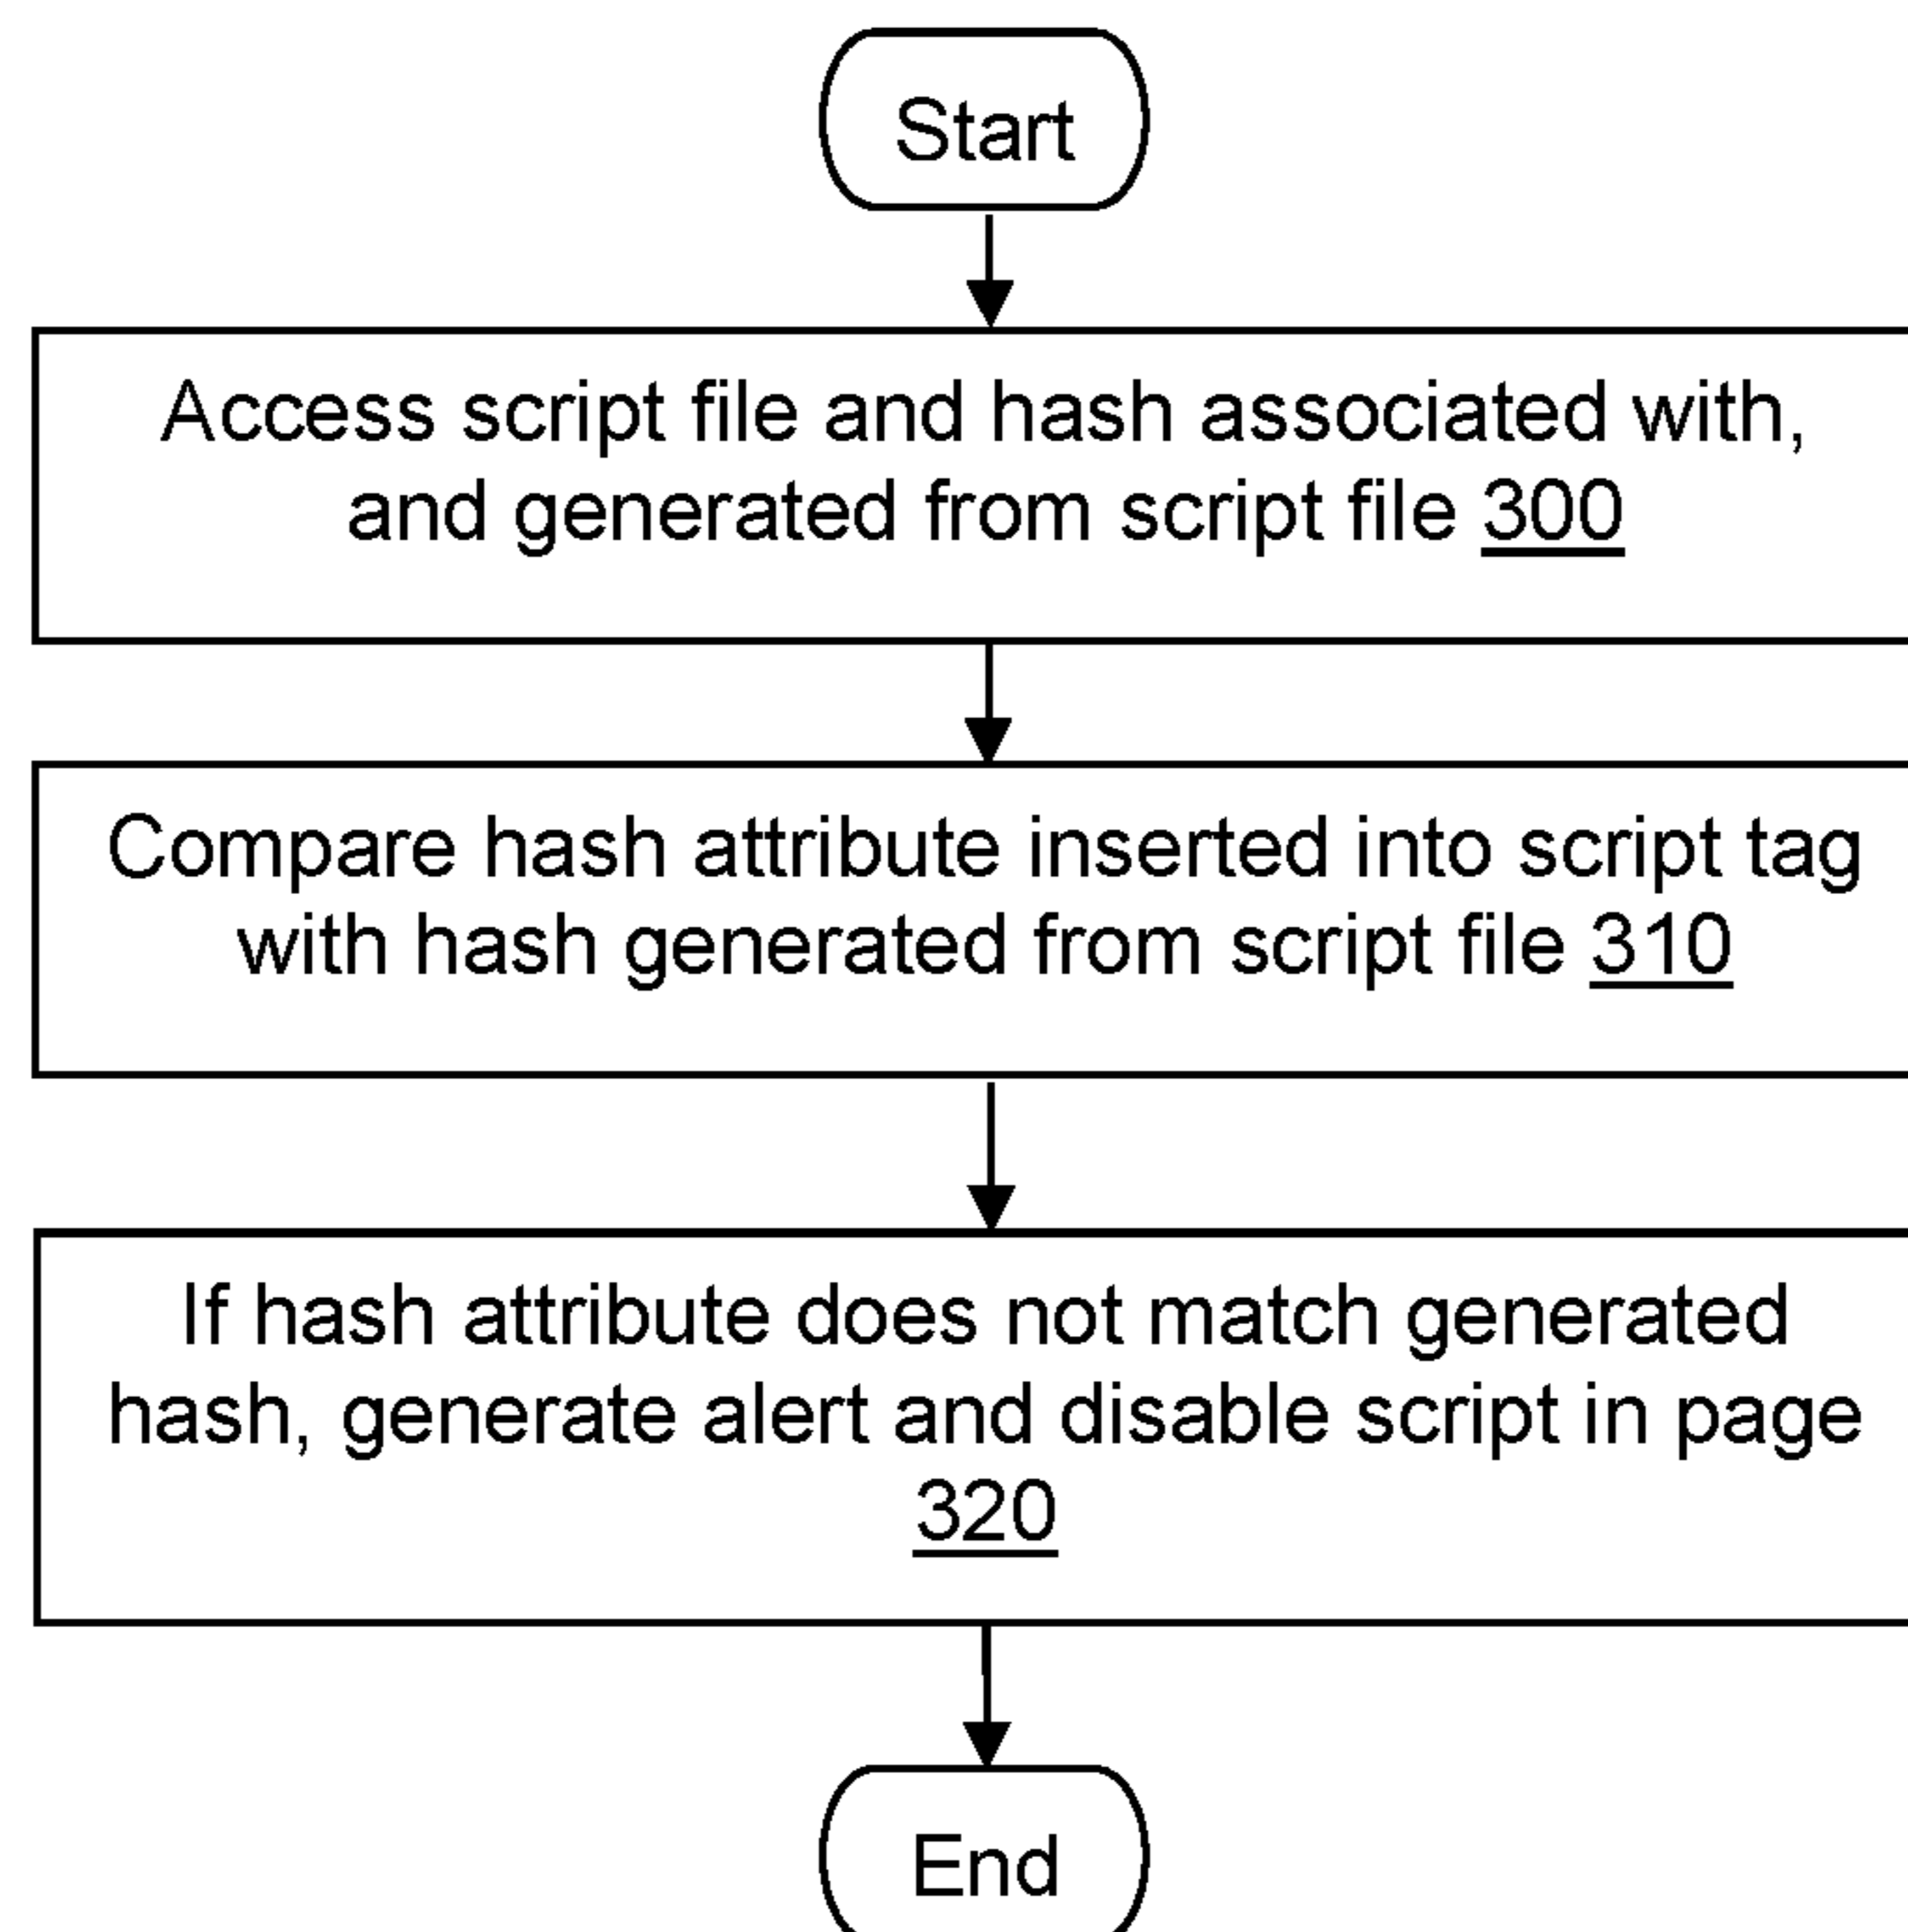 Start
Access script file and hash associated with,
and generated from script file 300
Compare hash attribute inserted into script tag
with hash generated from script file 310
If hash attribute does not match generated
hash, generate alert and disable script in page
320
End